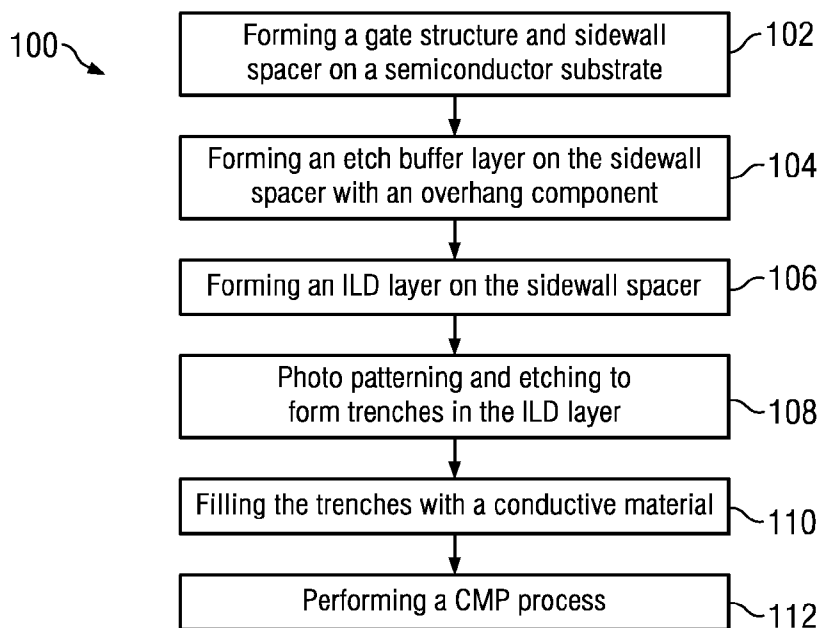 100
Forming a gate structure and sidewall
spacer on a semiconductor substrate
102
Forming an etch buffer layer on the sidewall
spacer with an overhang component
104
Forming an ILD layer on the sidewall spacer
106
Photo patterning and etching to
form trenches in the ILD layer
108
Filling the trenches with a conductive material
110
Performing a CMP process
112